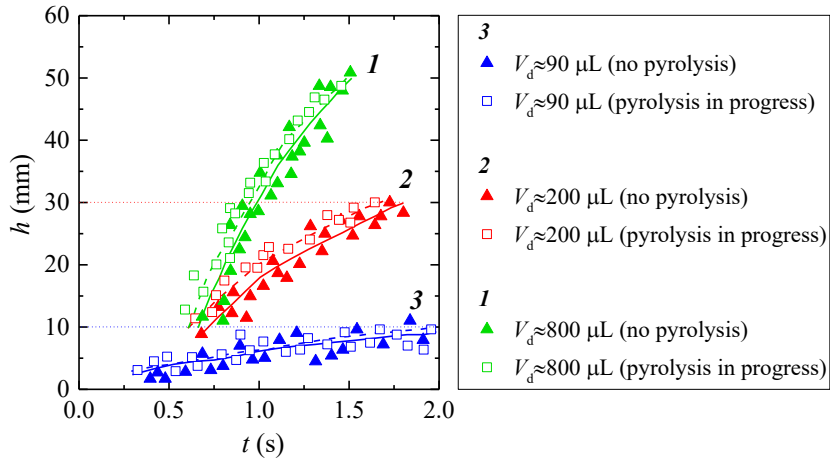 60
50
40
30
20
10
0
h (mm)
1
2
3
0.0 0.5 1.0 1.5 2.0
t (s)
3
Vd≈90 μL (no pyrolysis)
Vd≈90 μL (pyrolysis in progress)
2
Vd≈200 μL (no pyrolysis)
Vd≈200 μL (pyrolysis in progress)
1
Vd≈800 μL (no pyrolysis)
Vd≈800 μL (pyrolysis in progress)